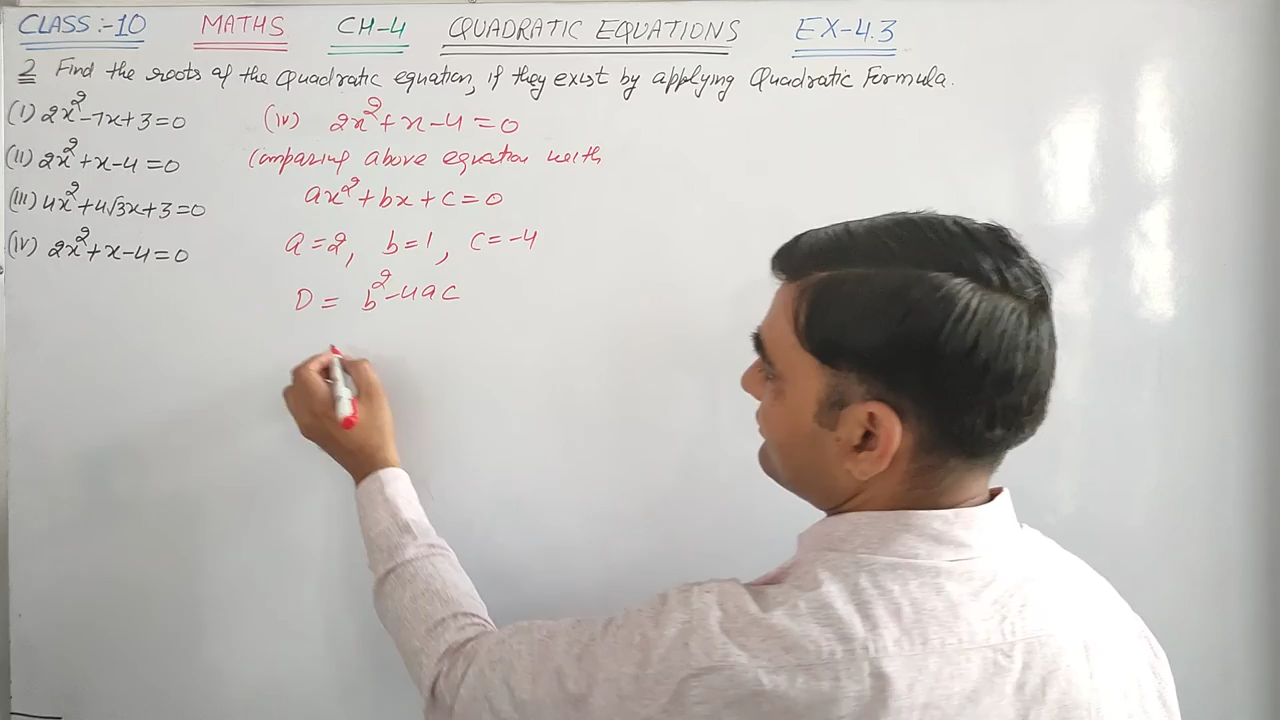 CLASS:-10 MATHS CH-4 QUADRATIC EQUATIONS EX-4.3
2 Find the roots of the Quadratic equation, if they exist by applying Quadratic Formula.
(i) 2x²-7x+3=0
(ii) 2x²+x-4=0
(iii) 4x²+4√3x+3=0
(iv) 2x²+x-4=0
(iv) 2x²+x-4=0
Comparing above equation with
ax²+bx+c=0
a=2, b=1, c=-4
D = b²-4ac